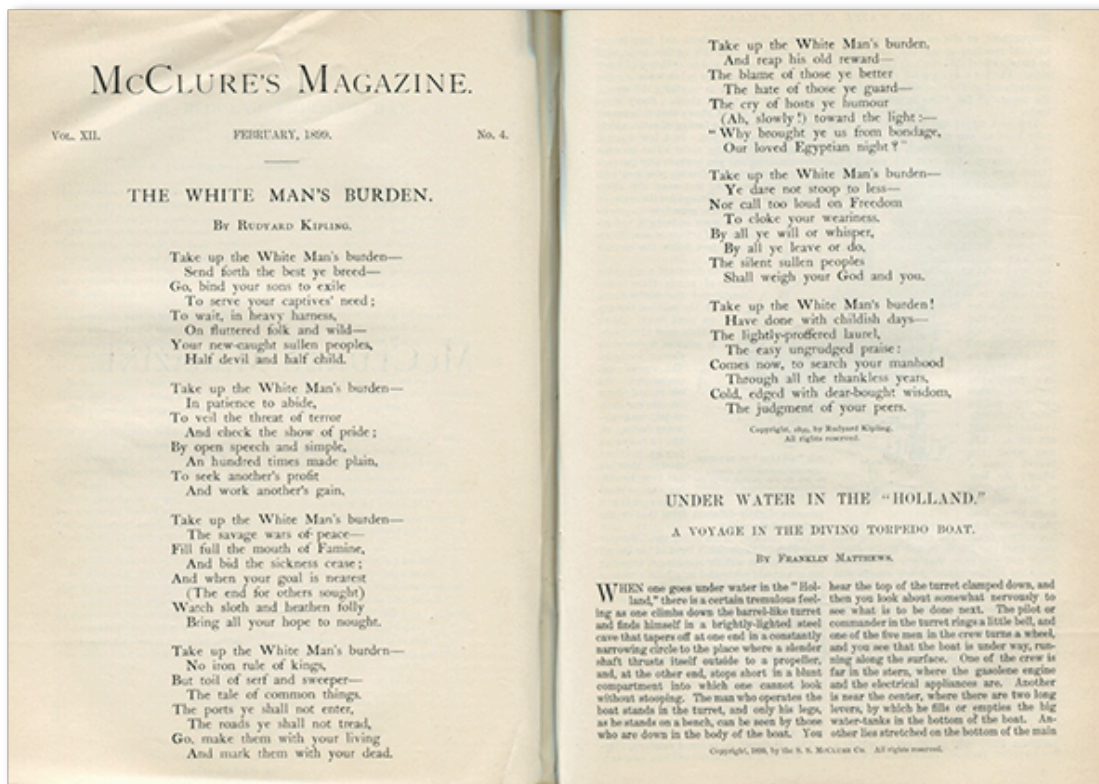 McCLURE'S MAGAZINE.
VOL. XII.
FEBRUARY, 1899.
No. 4.
THE WHITE MAN'S BURDEN.
BY RUDYARD KIPLING.
Take up the White Man's burden—
Send forth the best ye breed—
Go, bind your sons to exile
To serve your captives' need;
To wait, in heavy harness,
On fluttered folk and wild—
Your new-caught sullen peoples,
Half devil and half child.
Take up the White Man's burden—
In patience to abide,
To veil the threat of terror
And check the show of pride;
By open speech and simple,
An hundred times made plain,
To seek another's profit
And work another's gain.
Take up the White Man's burden—
The savage wars of peace—
Fill full the mouth of Famine,
And bid the sickness cease;
And when your goal is nearest
(The end for others sought)
Watch sloth and heathen folly
Bring all your hope to nought.
Take up the White Man's burden—
No iron rule of kings,
But toil of serf and sweeper—
The tale of common things.
The ports ye shall not enter,
The roads ye shall not tread,
Go, make them with your living
And mark them with your dead.
Take up the White Man's burden,
And reap his old reward—
The blame of those ye better
The hate of those ye guard—
The cry of hosts ye humour
(Ah, slowly!) toward the light:—
"Why brought ye us from bondage,
Our loved Egyptian night?"
Take up the White Man's burden—
Ye dare not stoop to less—
Nor call too loud on Freedom
To cloke your weariness.
By all ye will or whisper,
By all ye leave or do,
The silent sullen peoples
Shall weigh your God and you.
Take up the White Man's burden!
Have done with childish days—
The lightly-proffered laurel,
The easy ungrudged praise:
Comes now, to search your manhood
Through all the thankless years,
Cold, edged with dear-bought wisdom,
The judgment of your peers.
Copyright, 1899, by Rudyard Kipling.
All rights reserved.
UNDER WATER IN THE "HOLLAND."
A VOYAGE IN THE DIVING TORPEDO BOAT.
BY FRANKLIN MATTHEWS.
WHEN one goes under water in the "Hol-
land," there is a certain tremulous feel-
ing as one climbs down the barrel-like turret
and finds himself in a brightly-lighted steel
cave that tapers off at one end in a constantly
narrowing circle to the place where a slender
shaft thrusts itself outside to a propeller,
and, at the other end, stops short in a blunt
compartment into which one cannot look
without stooping. The man who operates the
boat stands in the turret, and only his legs,
as he stands on a bench, can be seen by those
who are down in the body of the boat. You
hear the top of the turret clamped down, and
then you look about somewhat nervously to
see what is to be done next. The pilot or
commander in the turret rings a little bell, and
one of the five men in the crew turns a wheel,
and you see that the boat is under way, run-
ning along the surface. One of the crew is
far in the stern, where the gasolene engine
and the electrical appliances are. Another
is near the center, where there are two long
levers, by which he fills or empties the big
water-tanks in the bottom of the boat. An-
other lies stretched on the bottom of the main
Copyright, 1899, by the S. S. McCLURE Co. All rights reserved.